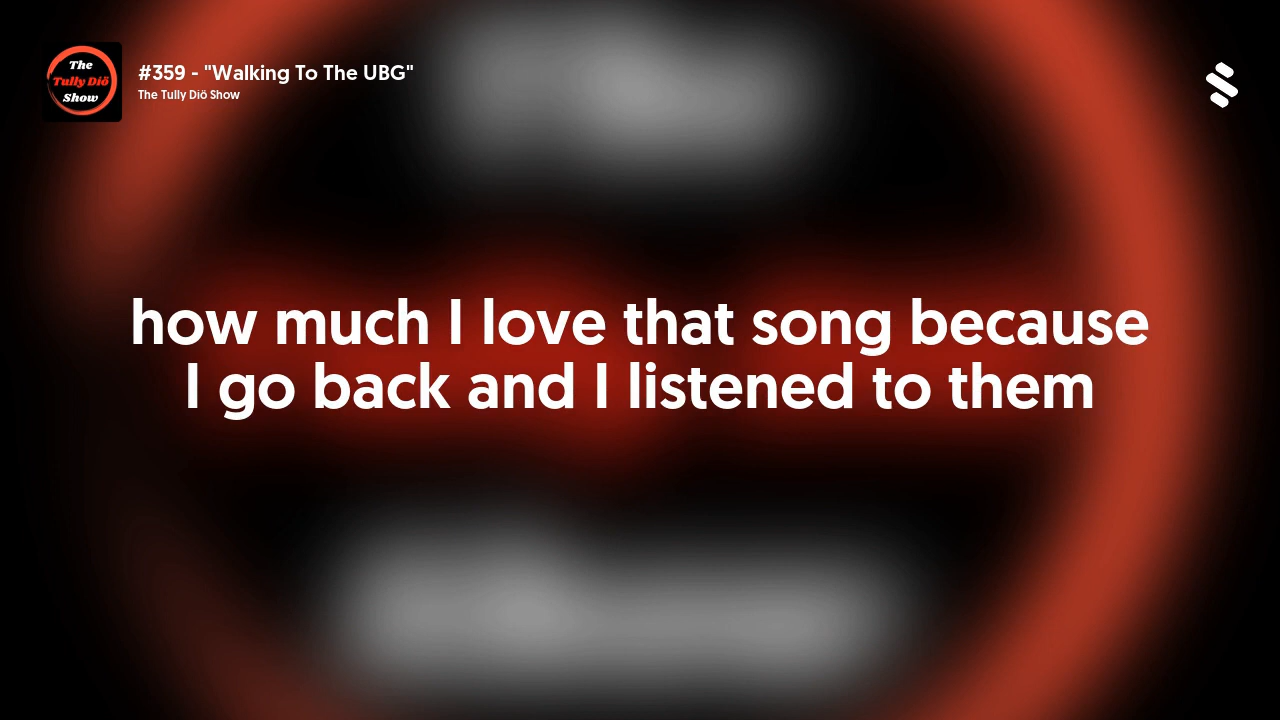 The
Tully Diö
Show
#359 - "Walking To The UBG"
The Tully Diö Show
how much I love that song because
I go back and I listened to them